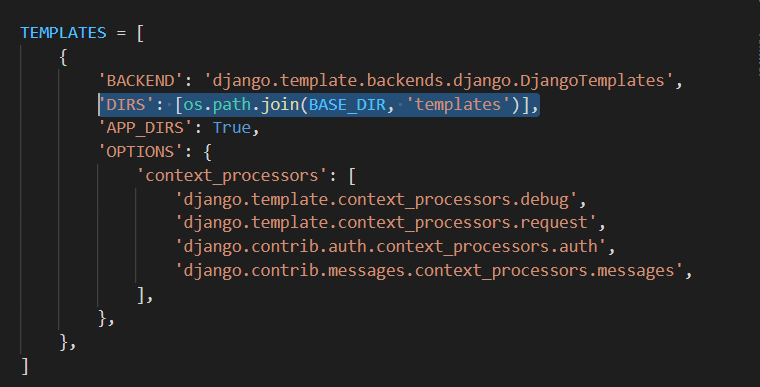 TEMPLATES = [
    {
        'BACKEND': 'django.template.backends.django.DjangoTemplates',
        'DIRS': [os.path.join(BASE_DIR, 'templates')],
        'APP_DIRS': True,
        'OPTIONS': {
            'context_processors': [
                'django.template.context_processors.debug',
                'django.template.context_processors.request',
                'django.contrib.auth.context_processors.auth',
                'django.contrib.messages.context_processors.messages',
            ],
        },
    },
]